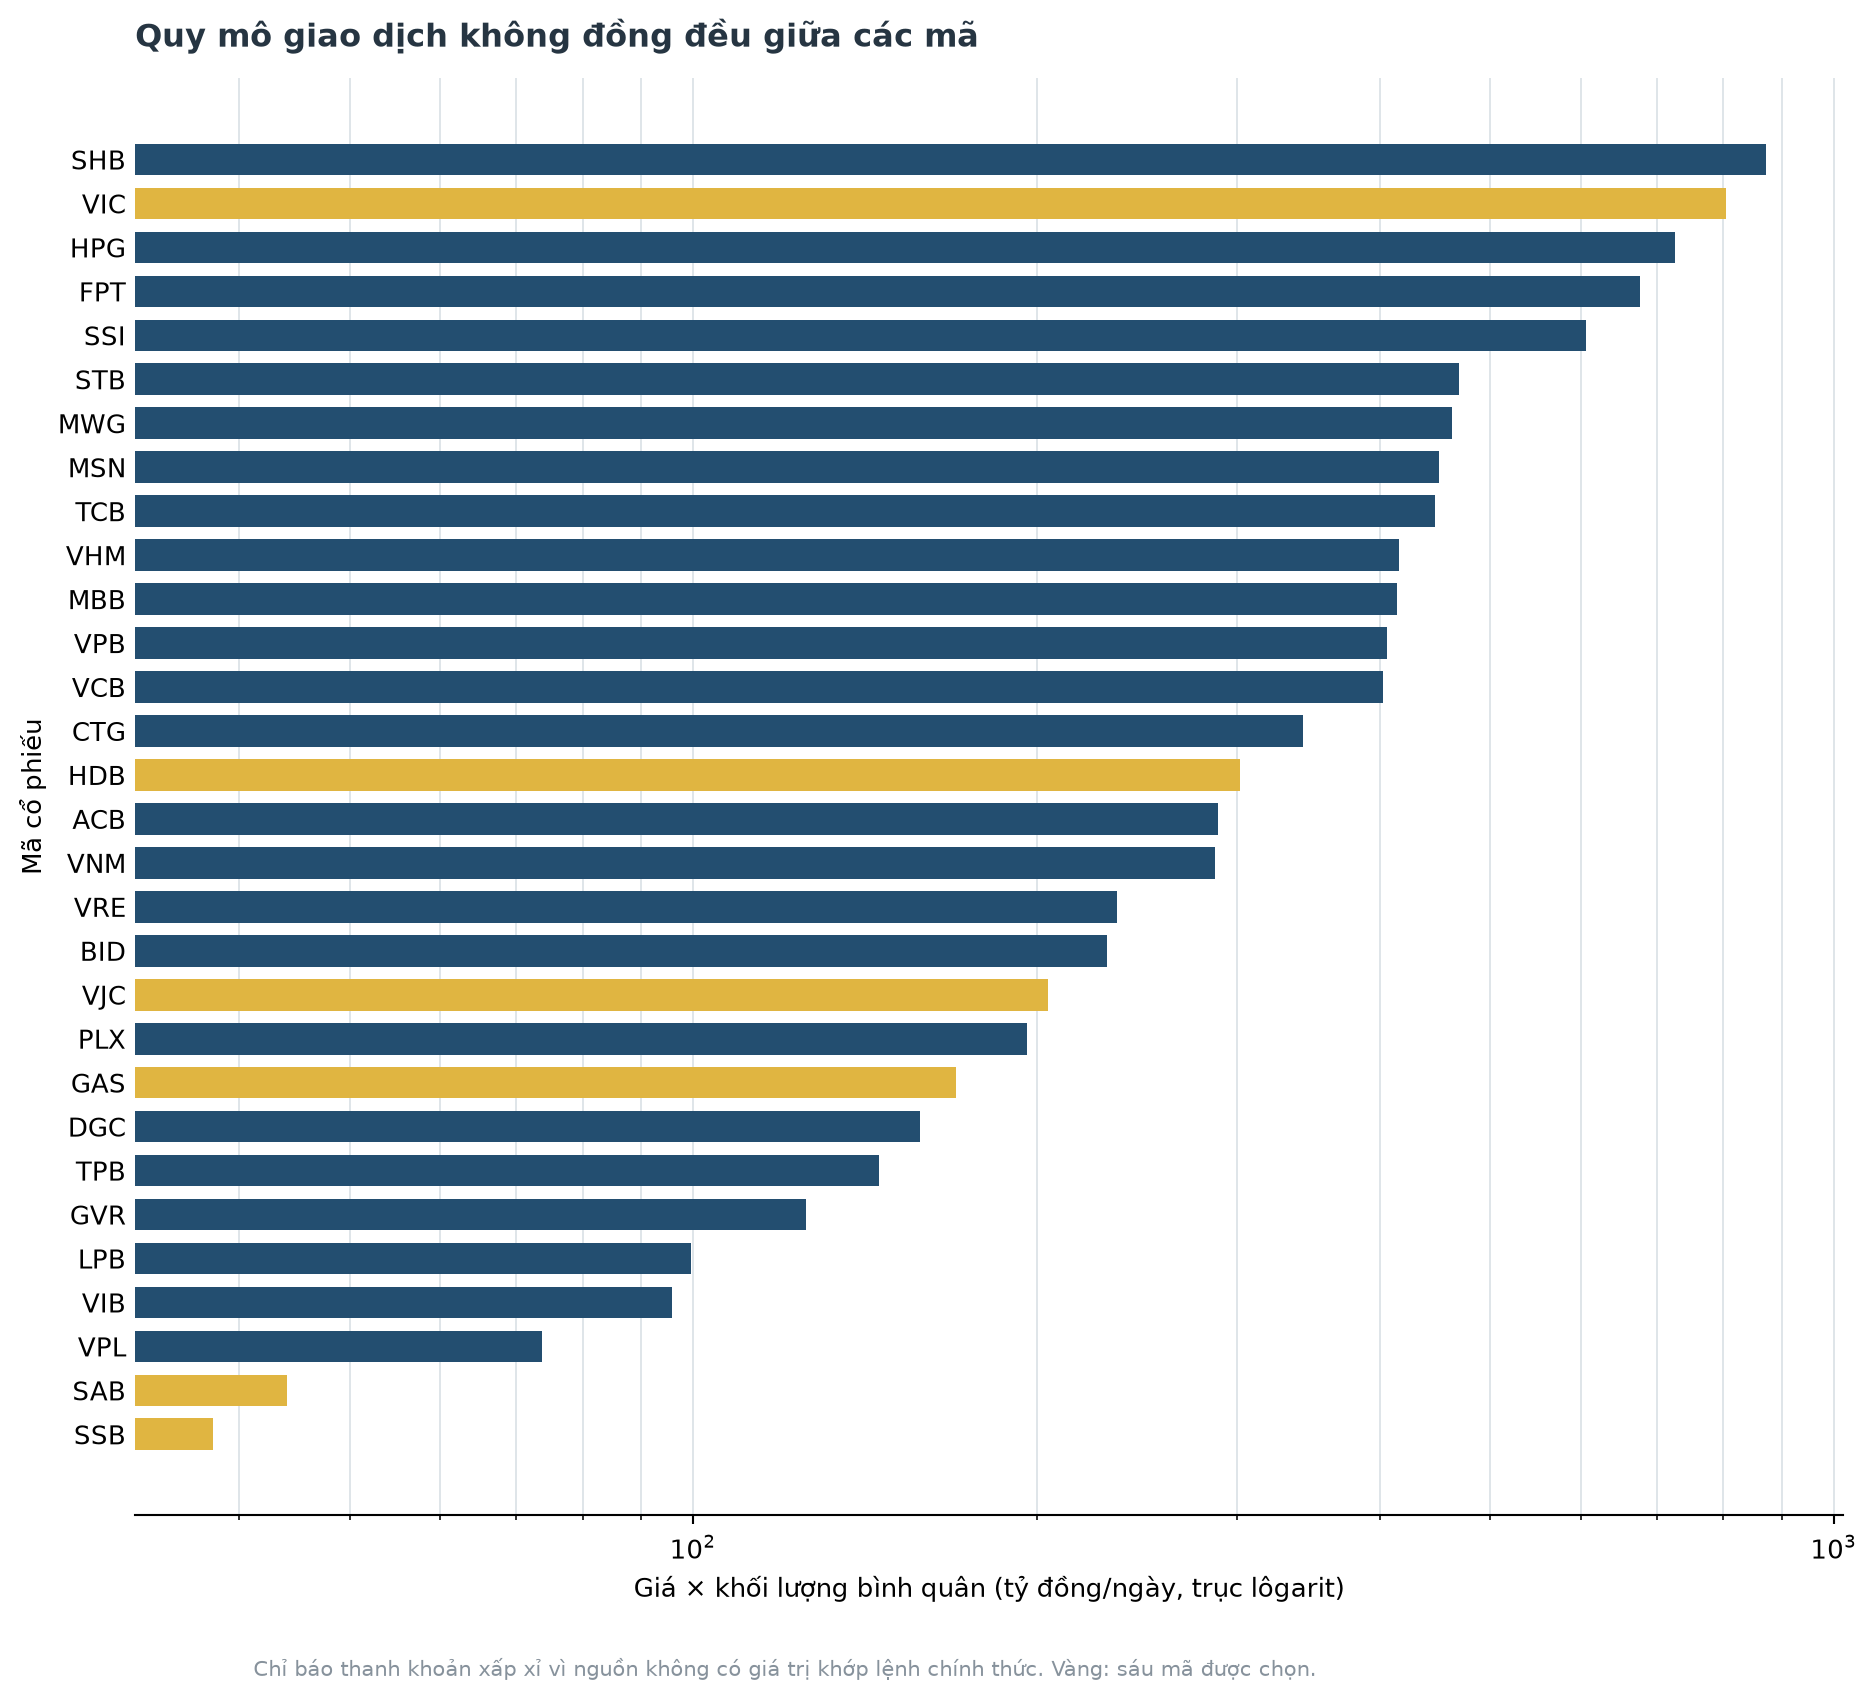 Quy mô giao dịch không đồng đều giữa các mã
SHB
VIC
HPG
FPT
SSI
STB
MWG
MSN
TCB
VHM
MBB
VPB
VCB
CTG
HDB
ACB
VNM
VRE
BID
VJC
PLX
GAS
DGC
TPB
GVR
LPB
VIB
VPL
SAB
SSB
Mã cổ phiếu
10² 10³
Giá × khối lượng bình quân (tỷ đồng/ngày, trục lôgarit)
Chỉ báo thanh khoản xấp xỉ vì nguồn không có giá trị khớp lệnh chính thức. Vàng: sáu mã được chọn.